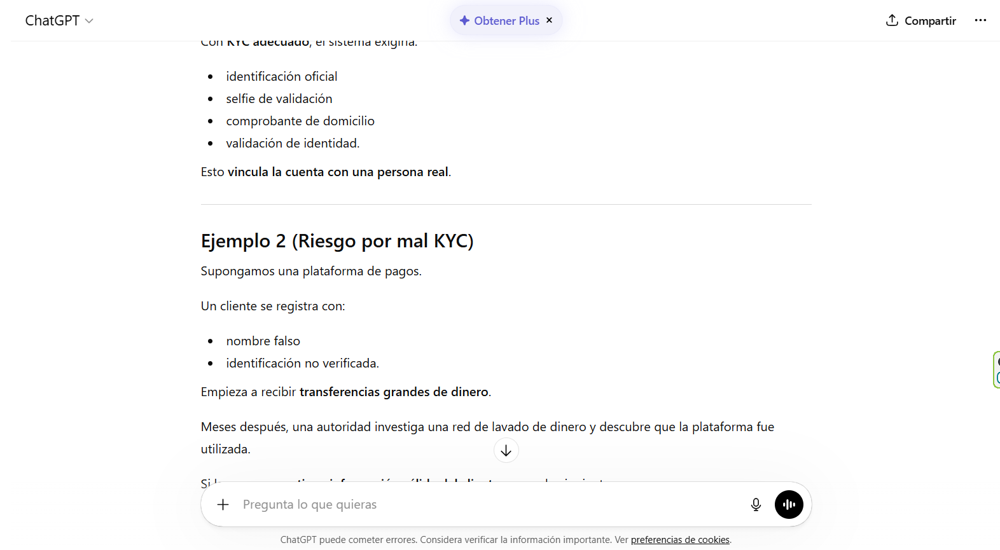 ChatGPT
Obtener Plus ×
Compartir
Con KYC adecuado, el sistema exigiría:
• identificación oficial
• selfie de validación
• comprobante de domicilio
• validación de identidad.
Esto vincula la cuenta con una persona real.
Ejemplo 2 (Riesgo por mal KYC)
Supongamos una plataforma de pagos.
Un cliente se registra con:
• nombre falso
• identificación no verificada.
Empieza a recibir transferencias grandes de dinero.
Meses después, una autoridad investiga una red de lavado de dinero y descubre que la plataforma fue
utilizada.
Si
Pregunta lo que quieras
ChatGPT puede cometer errores. Considera verificar la información importante. Ver preferencias de cookies.